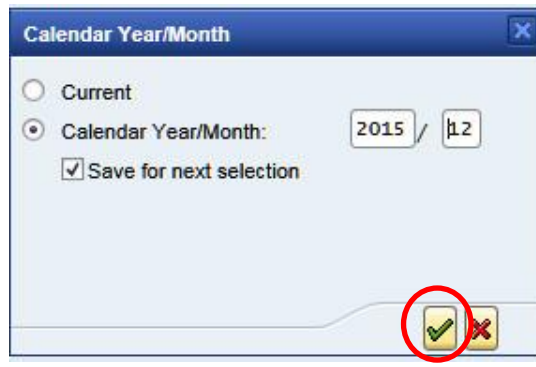 Calendar Year/Month
Current
Calendar Year/Month: 2015 / 12
Save for next selection